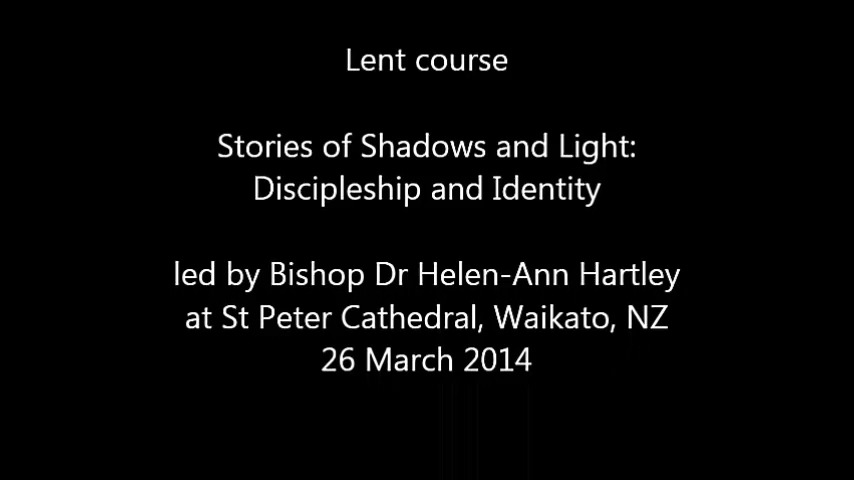 Lent course
Stories of Shadows and Light:
Discipleship and Identity
led by Bishop Dr Helen-Ann Hartley
at St Peter Cathedral, Waikato, NZ
26 March 2014